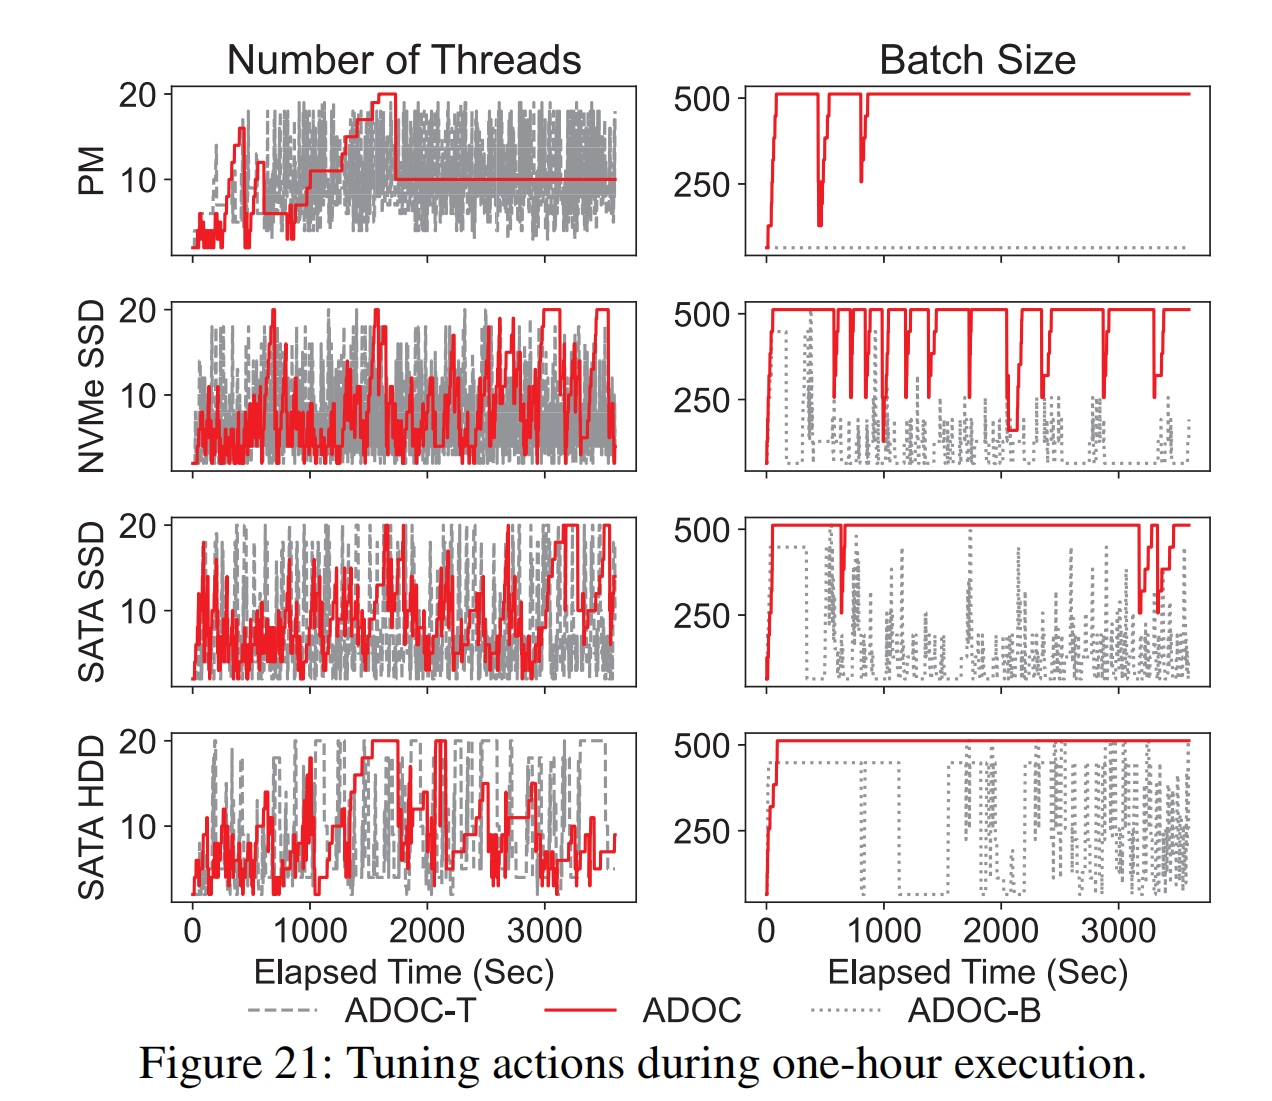 Number of Threads
Batch Size
PM
20
10
500
250
NVMe SSD
20
10
500
250
SATA SSD
20
10
500
250
SATA HDD
20
10
500
250
0 1000 2000 3000
0 1000 2000 3000
Elapsed Time (Sec)
Elapsed Time (Sec)
ADOC-T ADOC ADOC-B
Figure 21: Tuning actions during one-hour execution.